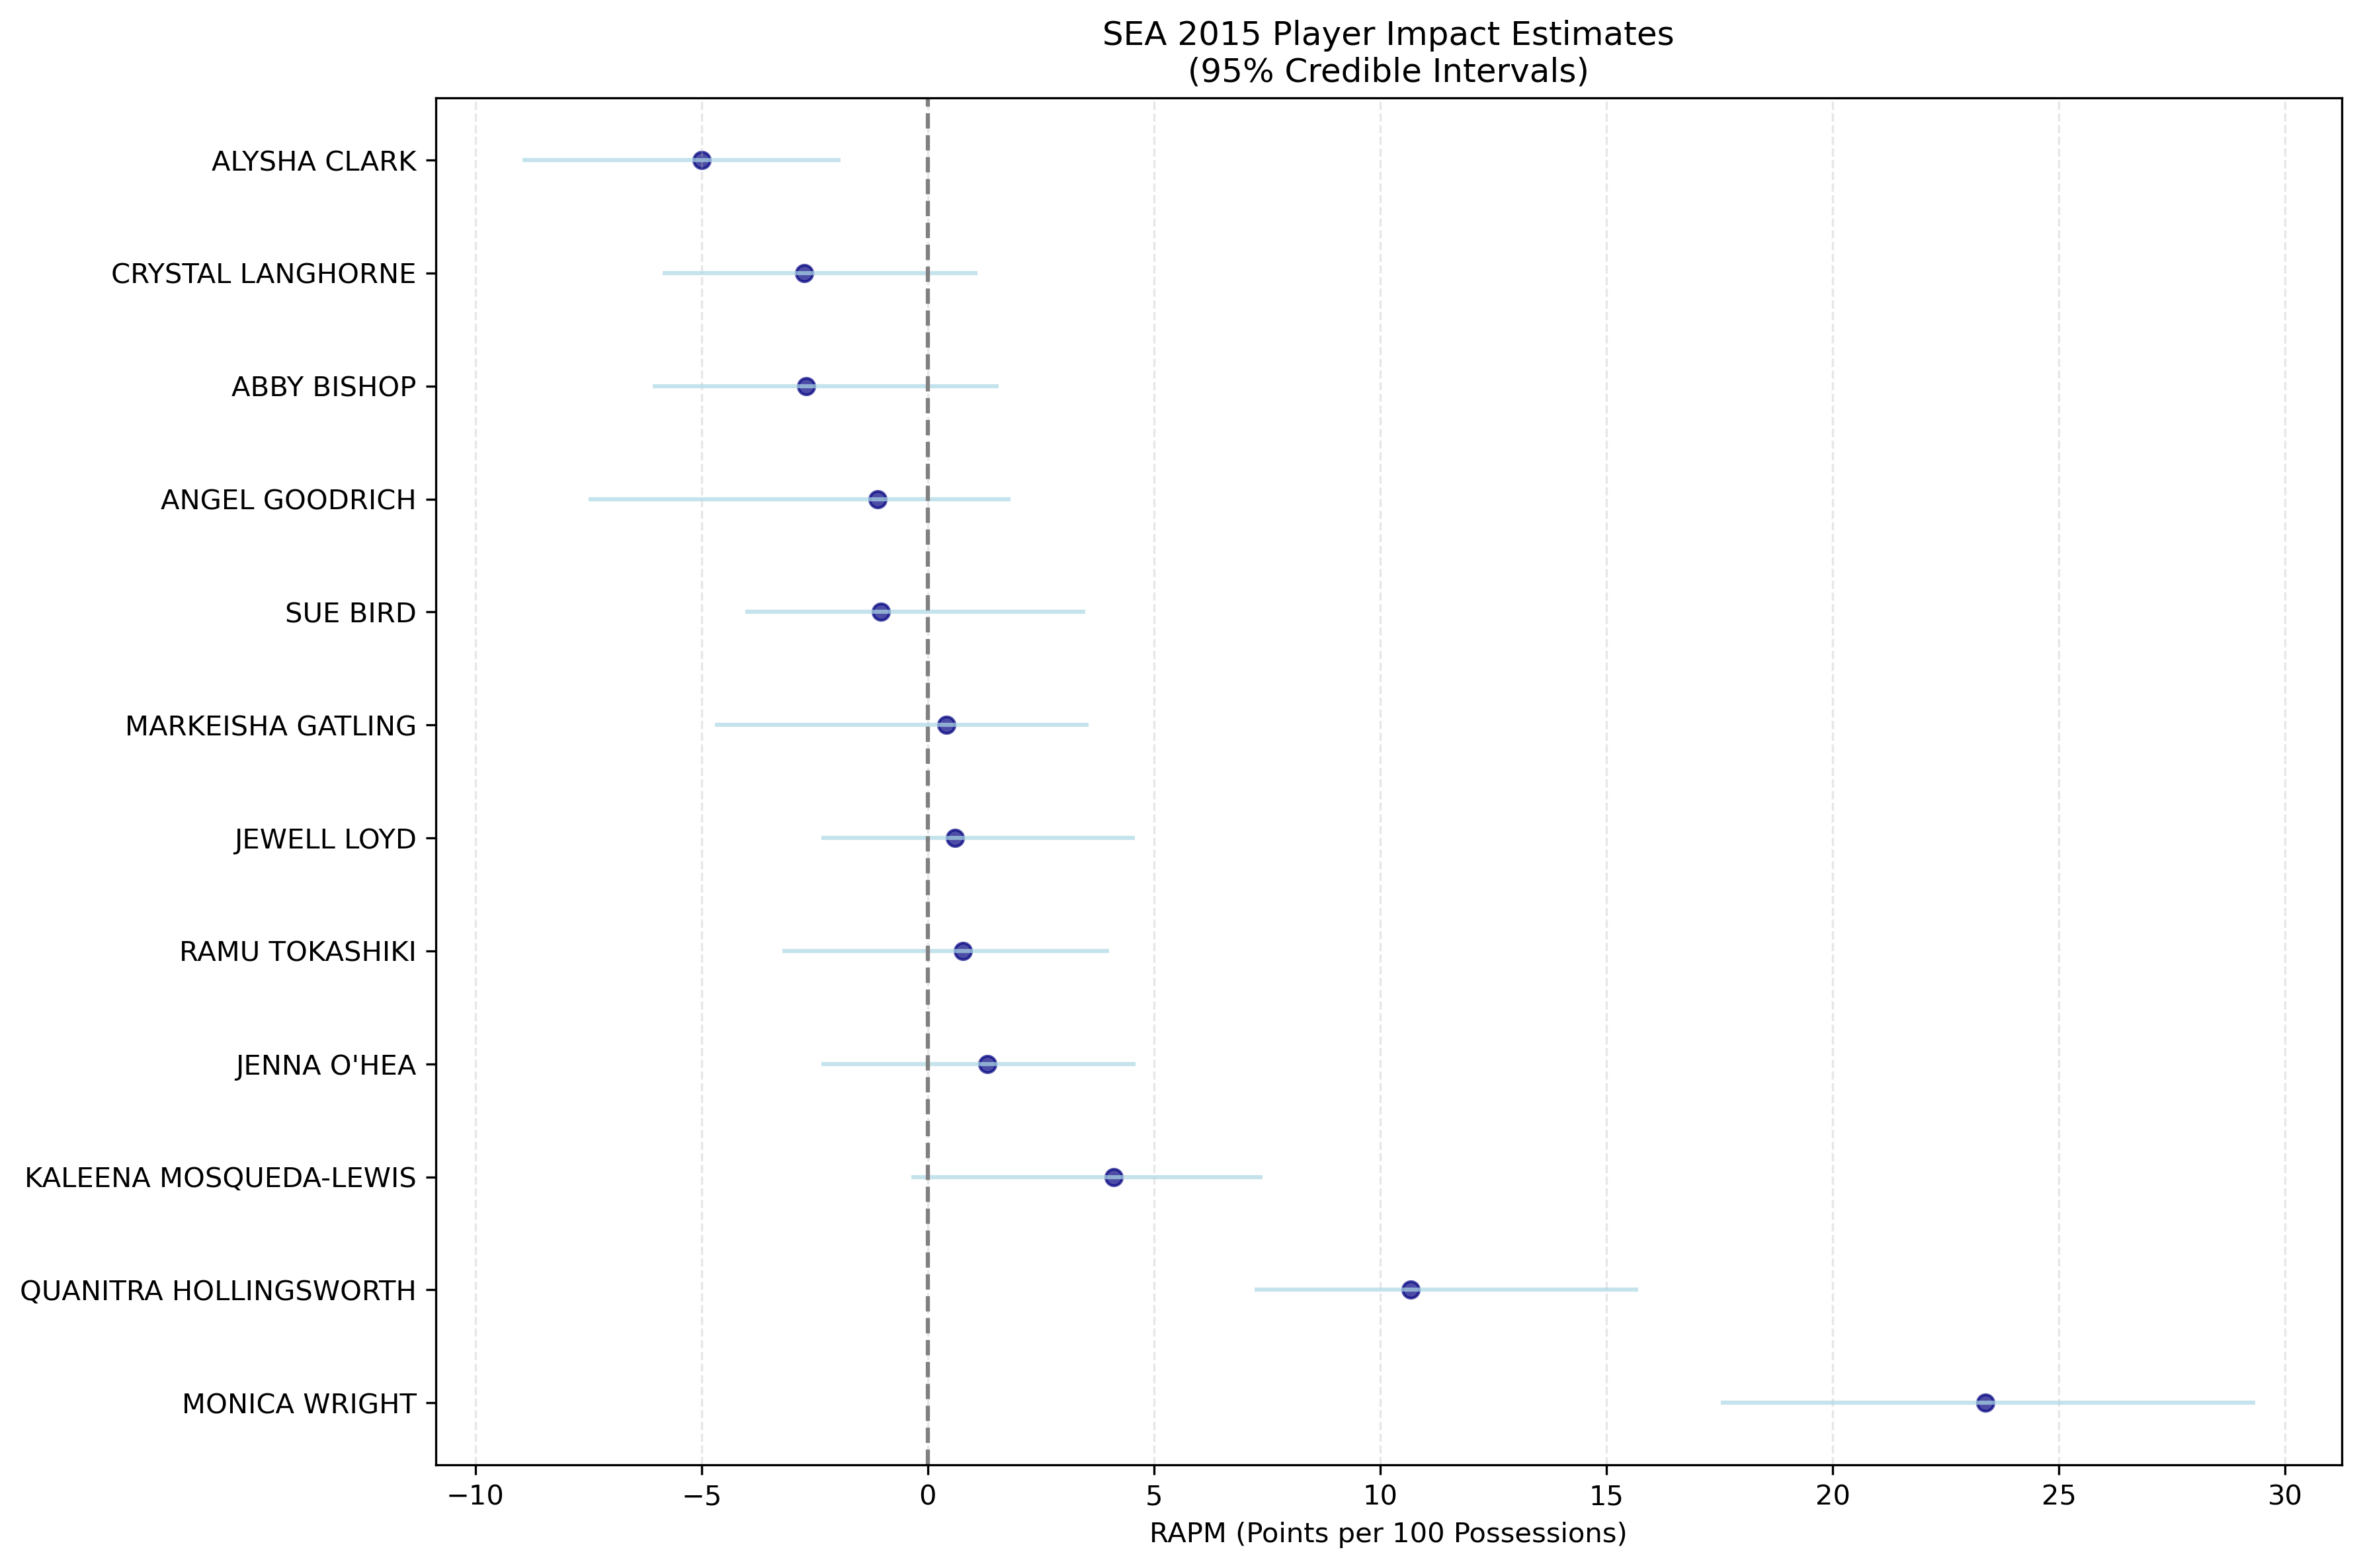 SEA 2015 Player Impact Estimates
(95% Credible Intervals)
ALYSHA CLARK
CRYSTAL LANGHORNE
ABBY BISHOP
ANGEL GOODRICH
SUE BIRD
MARKEISHA GATLING
JEWELL LOYD
RAMU TOKASHIKI
JENNA O'HEA
KALEENA MOSQUEDA-LEWIS
QUANITRA HOLLINGSWORTH
MONICA WRIGHT
−10 −5 0 5 10 15 20 25 30
RAPM (Points per 100 Possessions)